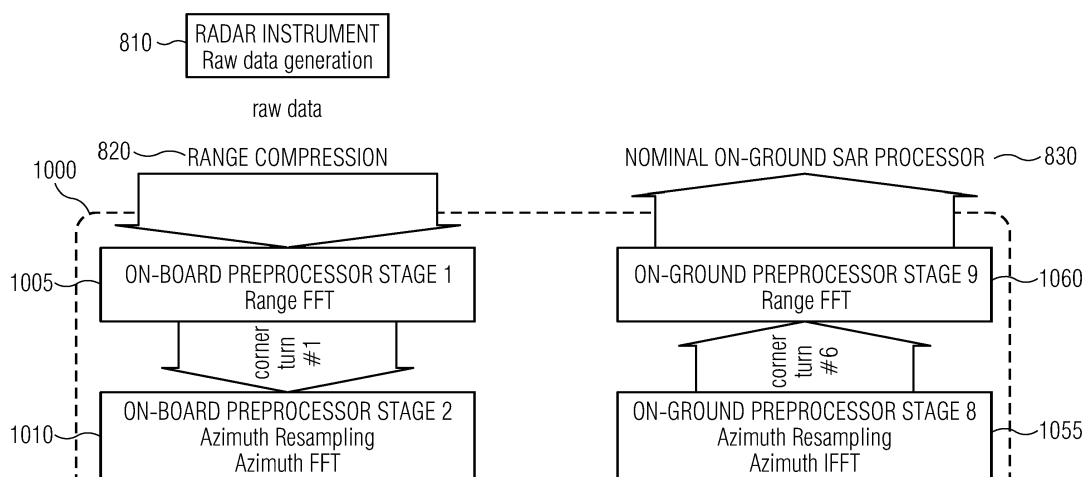 810
RADAR INSTRUMENT
Raw data generation
raw data
820
RANGE COMPRESSION
NOMINAL ON-GROUND SAR PROCESSOR
830
1000
1005
ON-BOARD PREPROCESSOR STAGE 1
Range FFT
ON-GROUND PREPROCESSOR STAGE 9
Range FFT
1060
corner
turn
#1
corner
turn
#6
1010
ON-BOARD PREPROCESSOR STAGE 2
Azimuth Resampling
Azimuth FFT
ON-GROUND PREPROCESSOR STAGE 8
Azimuth Resampling
Azimuth IFFT
1055